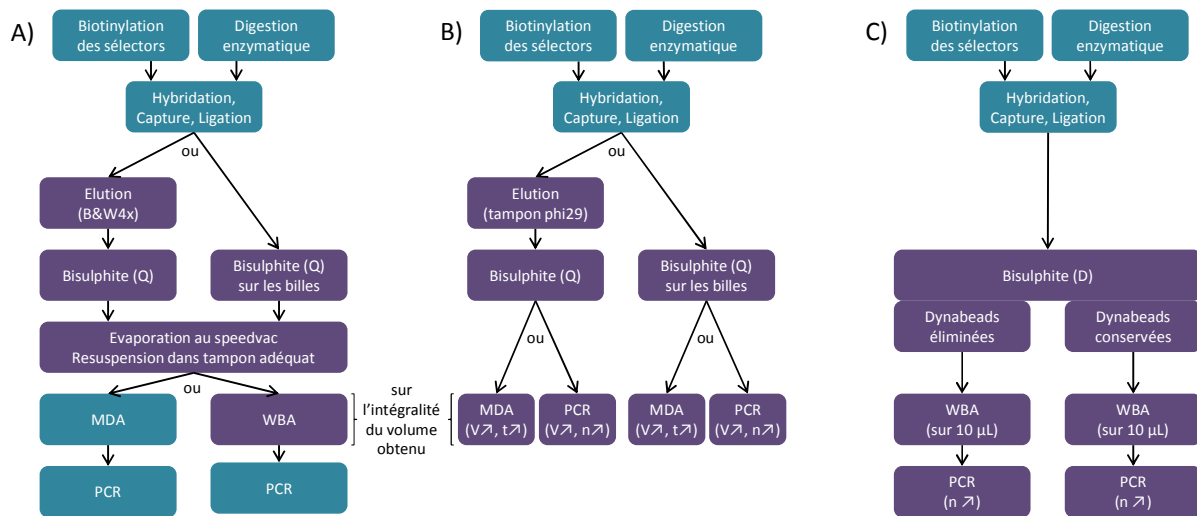 A)
Biotinylation
des sélectors
Digestion
enzymatique
Hybridation,
Capture, Ligation
ou
Elution
(B&W4x)
Bisulphite (Q)
Bisulphite (Q)
sur les billes
Evaporation au speedvac
Resuspension dans tampon adéquat
ou
MDA
WBA
PCR
PCR
sur
l'intégralité
du volume
obtenu
B)
Biotinylation
des sélectors
Digestion
enzymatique
Hybridation,
Capture, Ligation
ou
Elution
(tampon phi29)
Bisulphite (Q)
Bisulphite (Q)
sur les billes
ou
ou
MDA
(V↗, t↗)
PCR
(V↗, n↗)
MDA
(V↗, t↗)
PCR
(V↗, n↗)
C)
Biotinylation
des sélectors
Digestion
enzymatique
Hybridation,
Capture, Ligation
Bisulphite (D)
Dynabeads
éliminées
Dynabeads
conservées
WBA
(sur 10 µL)
WBA
(sur 10 µL)
PCR
(n ↗)
PCR
(n ↗)